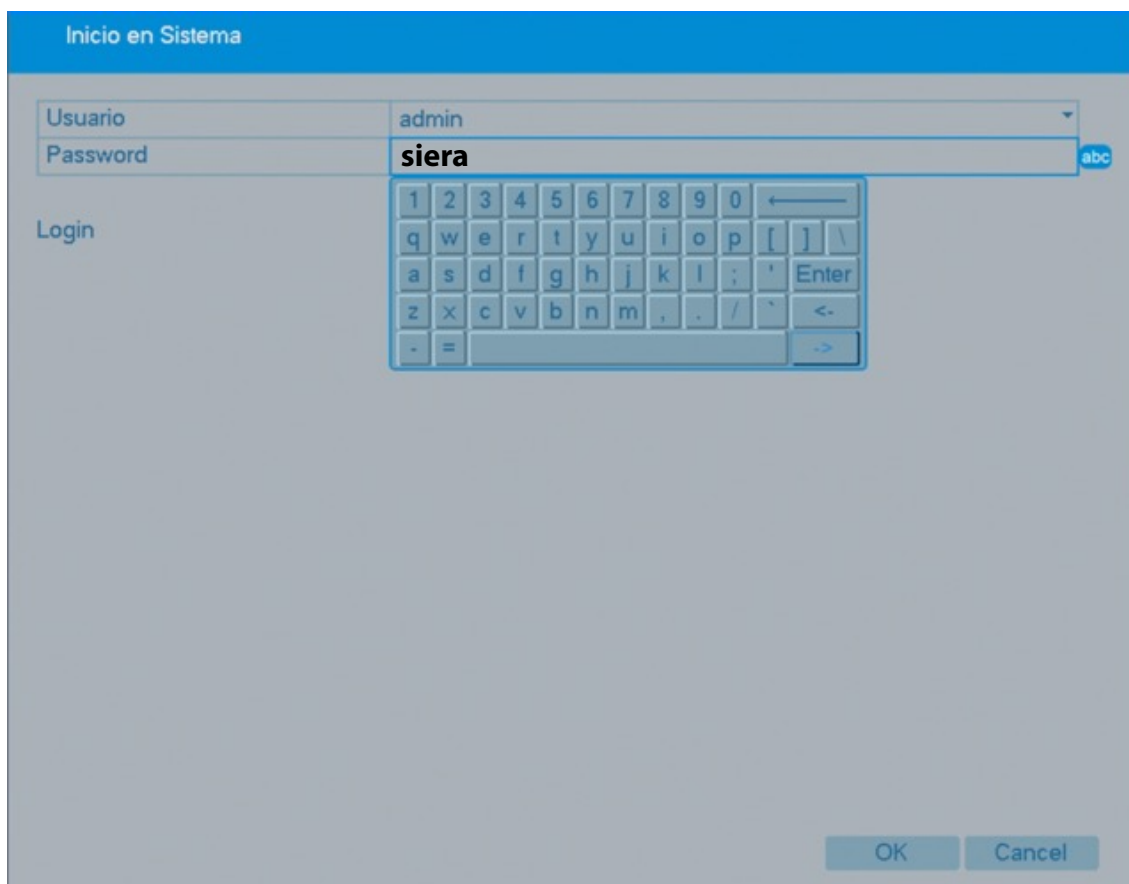 Inicio en Sistema
Usuario admin
Password siera abc
1 2 3 4 5 6 7 8 9 0 ←
Login
q w e r t y u i o p [ ] \
a s d f g h j k l ; ' Enter
z x c v b n m , . / ` <-
- = ->
OK Cancel